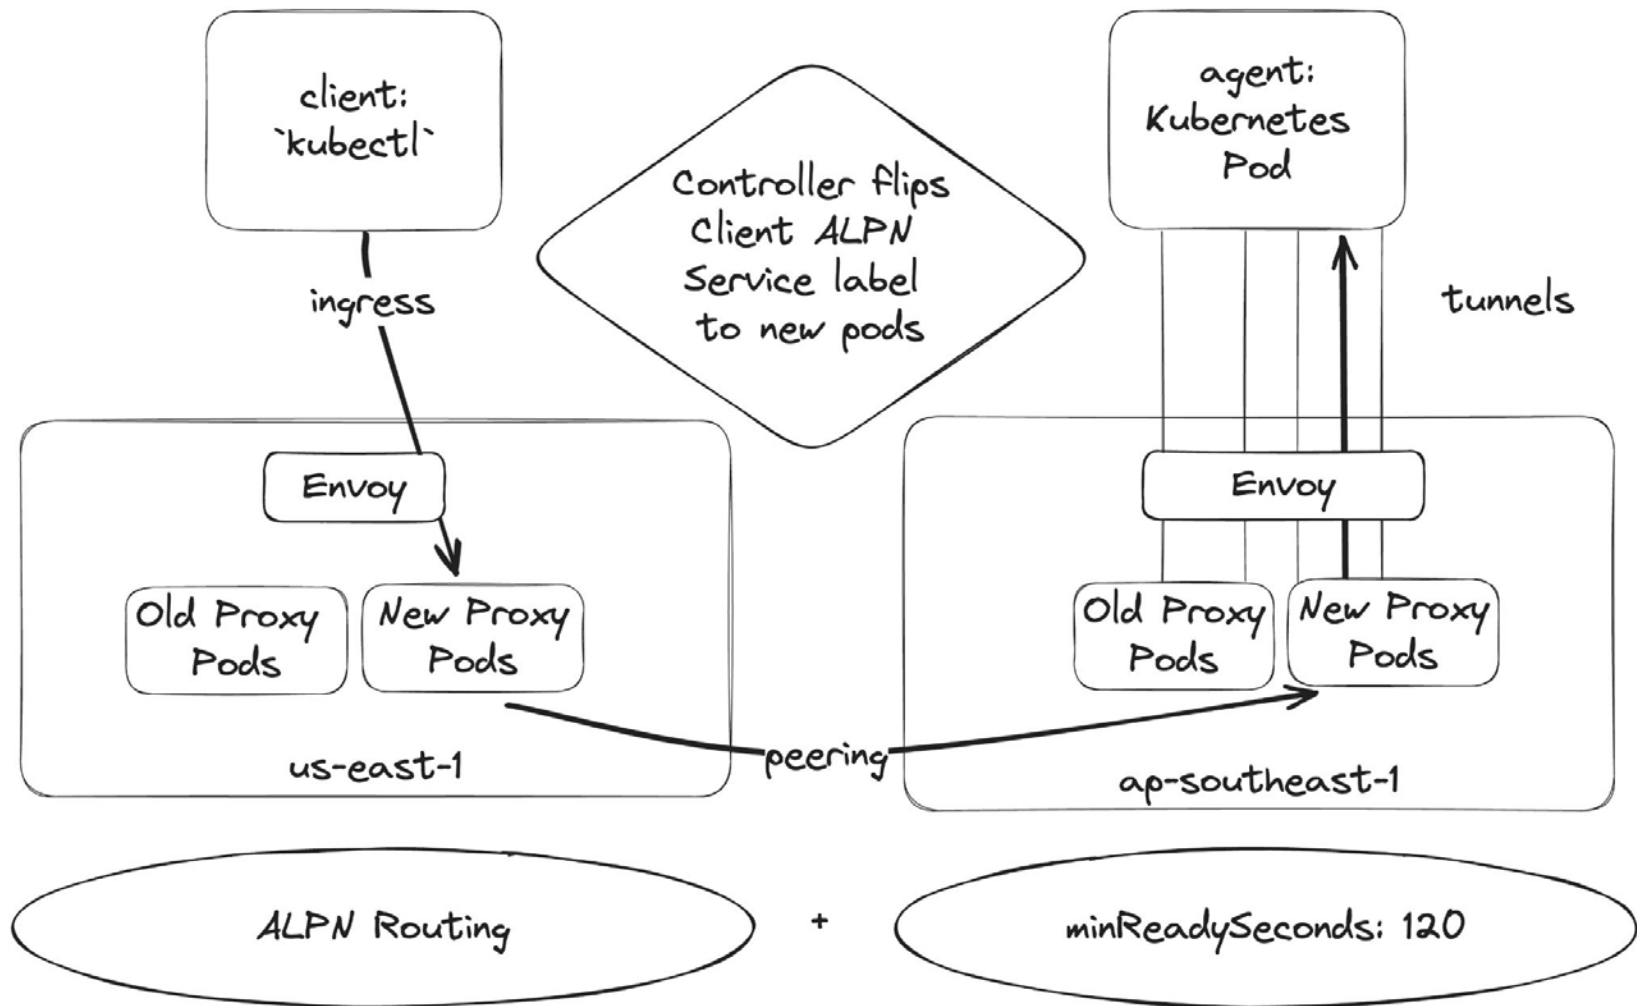 client:
`kubectl`
Controller flips
Client ALPN
Service label
to new pods
agent:
Kubernetes
Pod
ingress
tunnels
Envoy
Old Proxy
Pods
New Proxy
Pods
us-east-1
peering
Envoy
Old Proxy
Pods
New Proxy
Pods
ap-southeast-1
ALPN Routing
+
minReadySeconds: 120